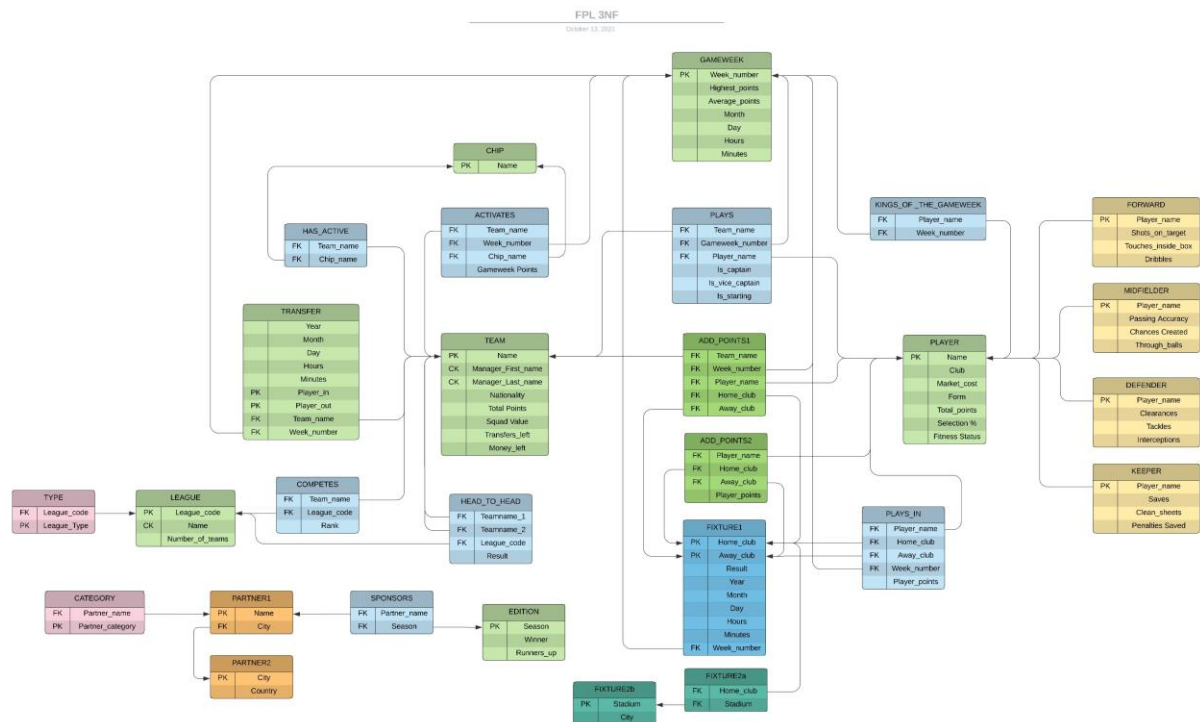 FPL 3NF
October 13, 2021
GAMEWEEK
PK Week_number
Highest_points
Average_points
Month
Day
Hours
Minutes
CHIP
PK Name
HAS_ACTIVE
FK Team_name
FK Chip_name
ACTIVATES
FK Team_name
FK Week_number
FK Chip_name
Gameweek Points
PLAYS
FK Team_name
FK Gameweek_number
FK Player_name
Is_captain
Is_vice_captain
Is_starting
KINGS_OF _THE_GAMEWEEK
FK Player_name
FK Week_number
FORWARD
PK Player_name
Shots_on_target
Touches_inside_box
Dribbles
MIDFIELDER
PK Player_name
Passing Accuracy
Chances Created
Through_balls
TRANSFER
Year
Month
Day
Hours
Minutes
PK Player_in
PK Player_out
FK Team_name
FK Week_number
TEAM
PK Name
CK Manager_First_name
CK Manager_Last_name
Nationality
Total Points
Squad Value
Transfers_left
Money_left
ADD_POINTS1
FK Team_name
FK Week_number
FK Player_name
FK Home_club
FK Away_club
PLAYER
PK Name
Club
Market_cost
Form
Total_points
Selection %
Fitness Status
DEFENDER
PK Player_name
Clearances
Tackles
Interceptions
ADD_POINTS2
FK Player_name
FK Home_club
FK Away_club
Player_points
KEEPER
PK Player_name
Saves
Clean_sheets
Penalties Saved
TYPE
FK League_code
PK League_Type
LEAGUE
PK League_code
CK Name
Number_of_teams
COMPETES
FK Team_name
FK League_code
Rank
HEAD_TO_HEAD
FK Teamname_1
FK Teamname_2
FK League_code
Result
FIXTURE1
PK Home_club
PK Away_club
Result
Year
Month
Day
Hours
Minutes
FK Week_number
PLAYS_IN
FK Player_name
FK Home_club
FK Away_club
FK Week_number
Player_points
CATEGORY
FK Partner_name
PK Partner_category
PARTNER1
PK Name
FK City
SPONSORS
FK Partner_name
FK Season
EDITION
PK Season
Winner
Runners_up
PARTNER2
PK City
Country
FIXTURE2b
PK Stadium
City
FIXTURE2a
FK Home_club
FK Stadium